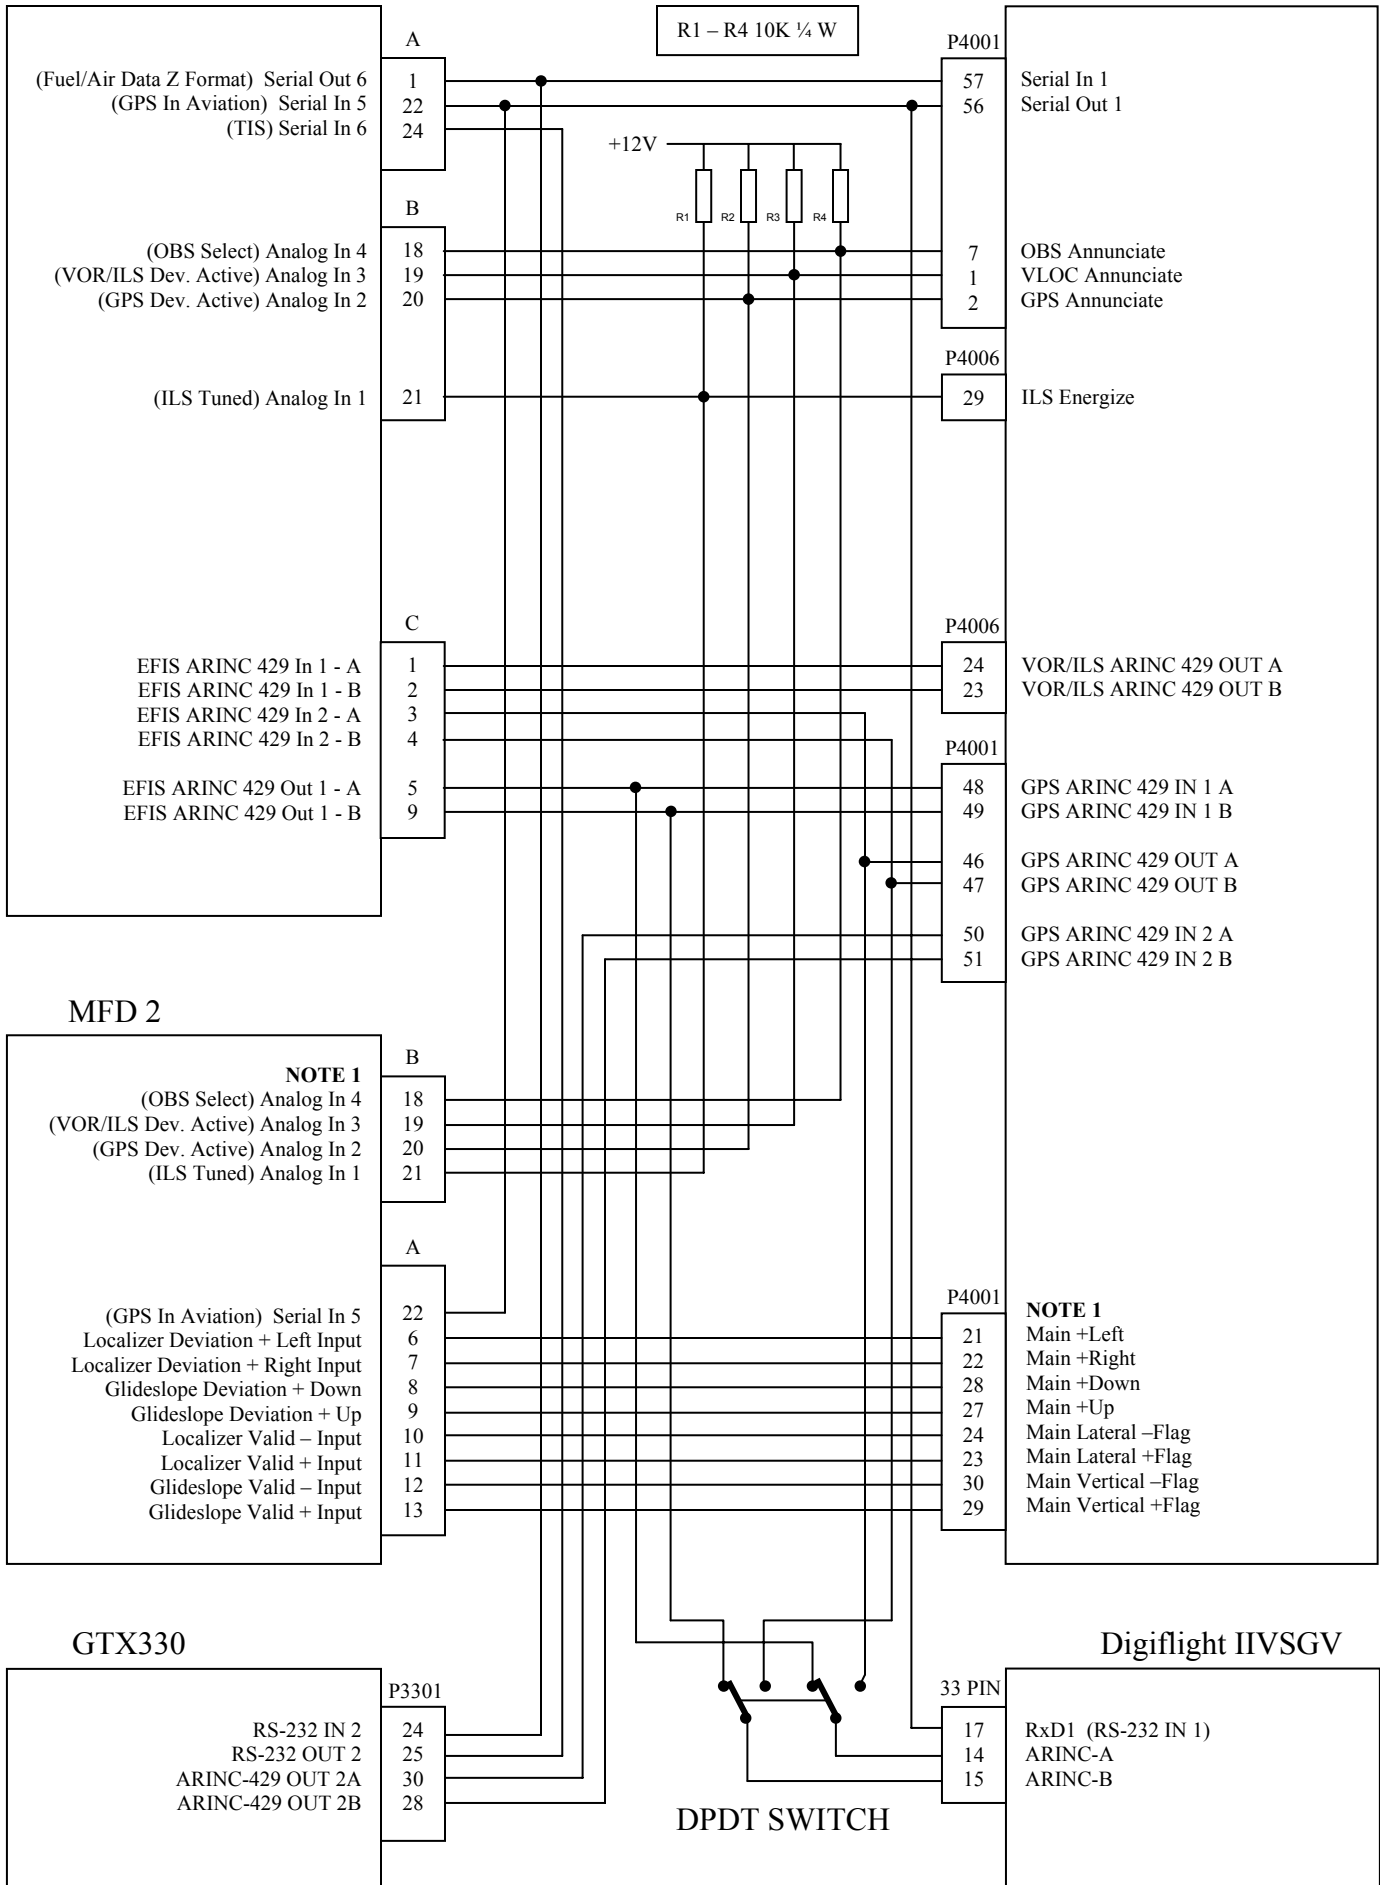 R1 – R4 10K ¼ W
A
(Fuel/Air Data Z Format) Serial Out 6
(GPS In Aviation) Serial In 5
(TIS) Serial In 6
1
22
24
P4001
57
56
Serial In 1
Serial Out 1
+12V
R1
R2
R3
R4
B
(OBS Select) Analog In 4
(VOR/ILS Dev. Active) Analog In 3
(GPS Dev. Active) Analog In 2
(ILS Tuned) Analog In 1
18
19
20
21
7
1
2
OBS Annunciate
VLOC Annunciate
GPS Annunciate
P4006
29
ILS Energize
C
EFIS ARINC 429 In 1 - A
EFIS ARINC 429 In 1 - B
EFIS ARINC 429 In 2 - A
EFIS ARINC 429 In 2 - B
EFIS ARINC 429 Out 1 - A
EFIS ARINC 429 Out 1 - B
1
2
3
4
5
9
P4006
24
23
VOR/ILS ARINC 429 OUT A
VOR/ILS ARINC 429 OUT B
P4001
48
49
46
47
50
51
GPS ARINC 429 IN 1 A
GPS ARINC 429 IN 1 B
GPS ARINC 429 OUT A
GPS ARINC 429 OUT B
GPS ARINC 429 IN 2 A
GPS ARINC 429 IN 2 B
MFD 2
B
NOTE 1
(OBS Select) Analog In 4
(VOR/ILS Dev. Active) Analog In 3
(GPS Dev. Active) Analog In 2
(ILS Tuned) Analog In 1
18
19
20
21
A
(GPS In Aviation) Serial In 5
Localizer Deviation + Left Input
Localizer Deviation + Right Input
Glideslope Deviation + Down
Glideslope Deviation + Up
Localizer Valid – Input
Localizer Valid + Input
Glideslope Valid – Input
Glideslope Valid + Input
22
6
7
8
9
10
11
12
13
P4001
21
22
28
27
24
23
30
29
NOTE 1
Main +Left
Main +Right
Main +Down
Main +Up
Main Lateral –Flag
Main Lateral +Flag
Main Vertical –Flag
Main Vertical +Flag
GTX330
P3301
RS-232 IN 2
RS-232 OUT 2
ARINC-429 OUT 2A
ARINC-429 OUT 2B
24
25
30
28
DPDT SWITCH
Digiflight IIVSGV
33 PIN
17
14
15
RxD1 (RS-232 IN 1)
ARINC-A
ARINC-B